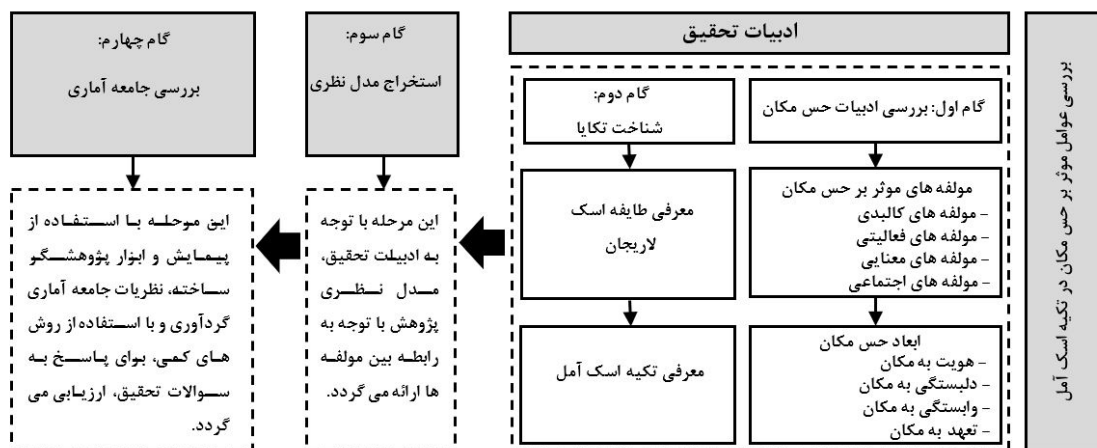 بررسی عوامل موثر بر حس مکان در تکیه اسک آمل
ادبیات تحقیق
گام اول: بررسی ادبیات حس مکان
مولفه های موثر بر حس مکان
- مولفه های کالبدی
- مولفه های فعالیتی
- مولفه های معنایی
- مولفه های اجتماعی
ابعاد حس مکان
- هویت به مکان
- دلبستگی به مکان
- وابستگی به مکان
- تعهد به مکان
گام دوم:
شناخت تکایا
معرفی طایفه اسک
لاریجان
معرفی تکیه اسک آمل
گام سوم:
استخراج مدل نظری
این مرحله با توجه
به ادبیات تحقیق،
مدل نظری
پژوهش با توجه به
رابطه بین مولفه
ها ارائه می گردد.
گام چهارم:
بررسی جامعه آماری
این مرحله با استفاده از
پیمایش و ابزار پژوهشگر
ساخته، نظریات جامعه آماری
گردآوری و با استفاده از روش
های کمی، برای پاسخ به
سوالات تحقیق، ارزیابی می
گردد.